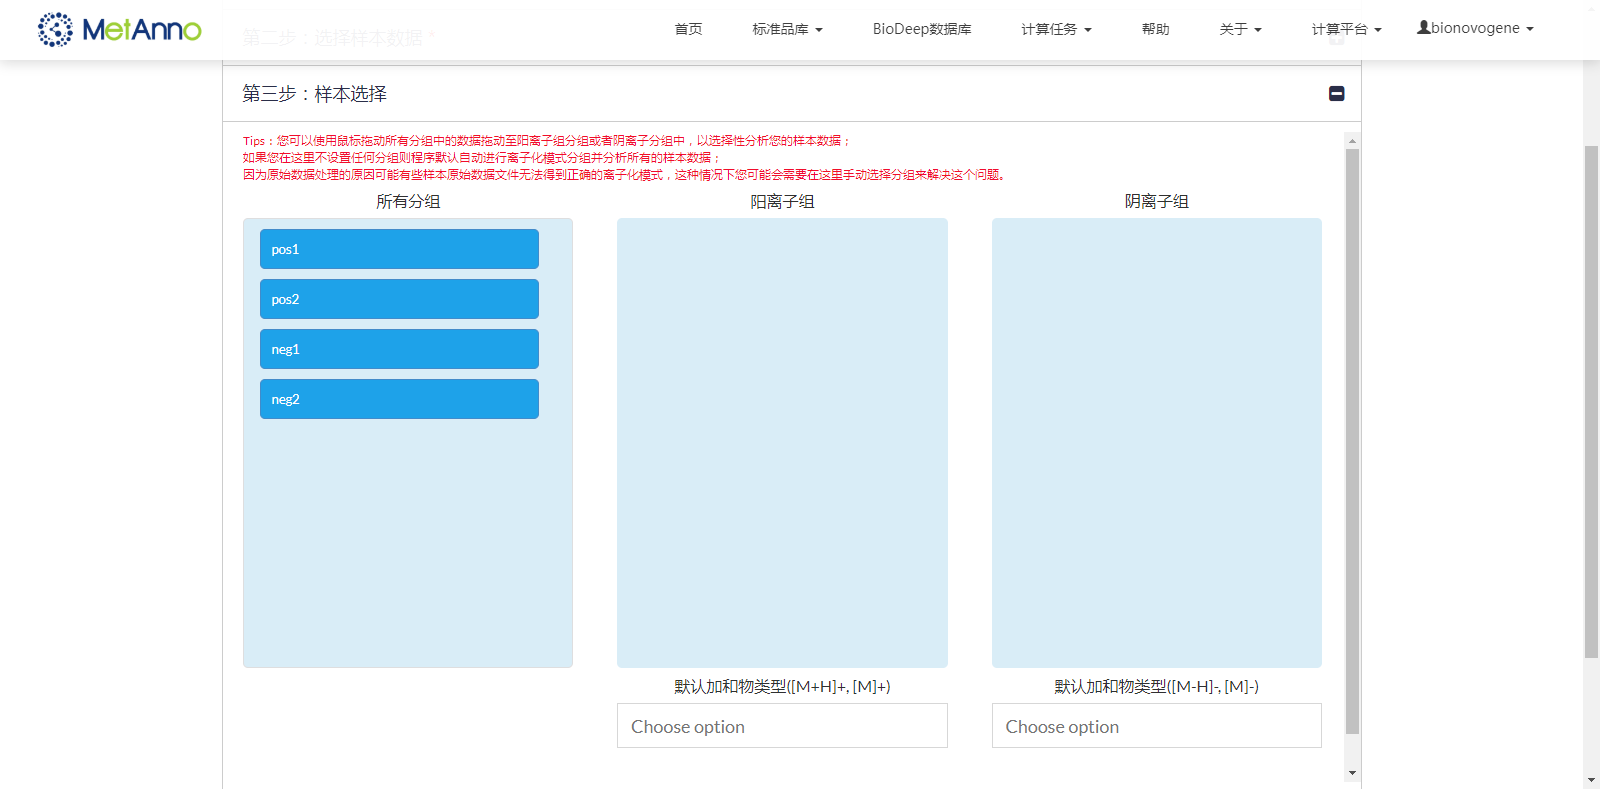 MetAnno
首页
标准品库
BioDeep数据库
计算任务
帮助
关于
计算平台
bionovogene
第二步：选择样本数据 *
第三步：样本选择
Tips：您可以使用鼠标拖动所有分组中的数据拖动至阳离子组分组或者阴离子分组中，以选择性分析您的样本数据；
如果您在这里不设置任何分组则程序默认自动进行离子化模式分组并分析所有的样本数据；
因为原始数据处理的原因可能有些样本原始数据文件无法得到正确的离子化模式，这种情况下您可能会需要在这里手动选择分组来解决这个问题。
所有分组
阳离子组
阴离子组
pos1
pos2
neg1
neg2
默认加和物类型([M+H]+, [M]+)
默认加和物类型([M-H]-, [M]-)
Choose option
Choose option